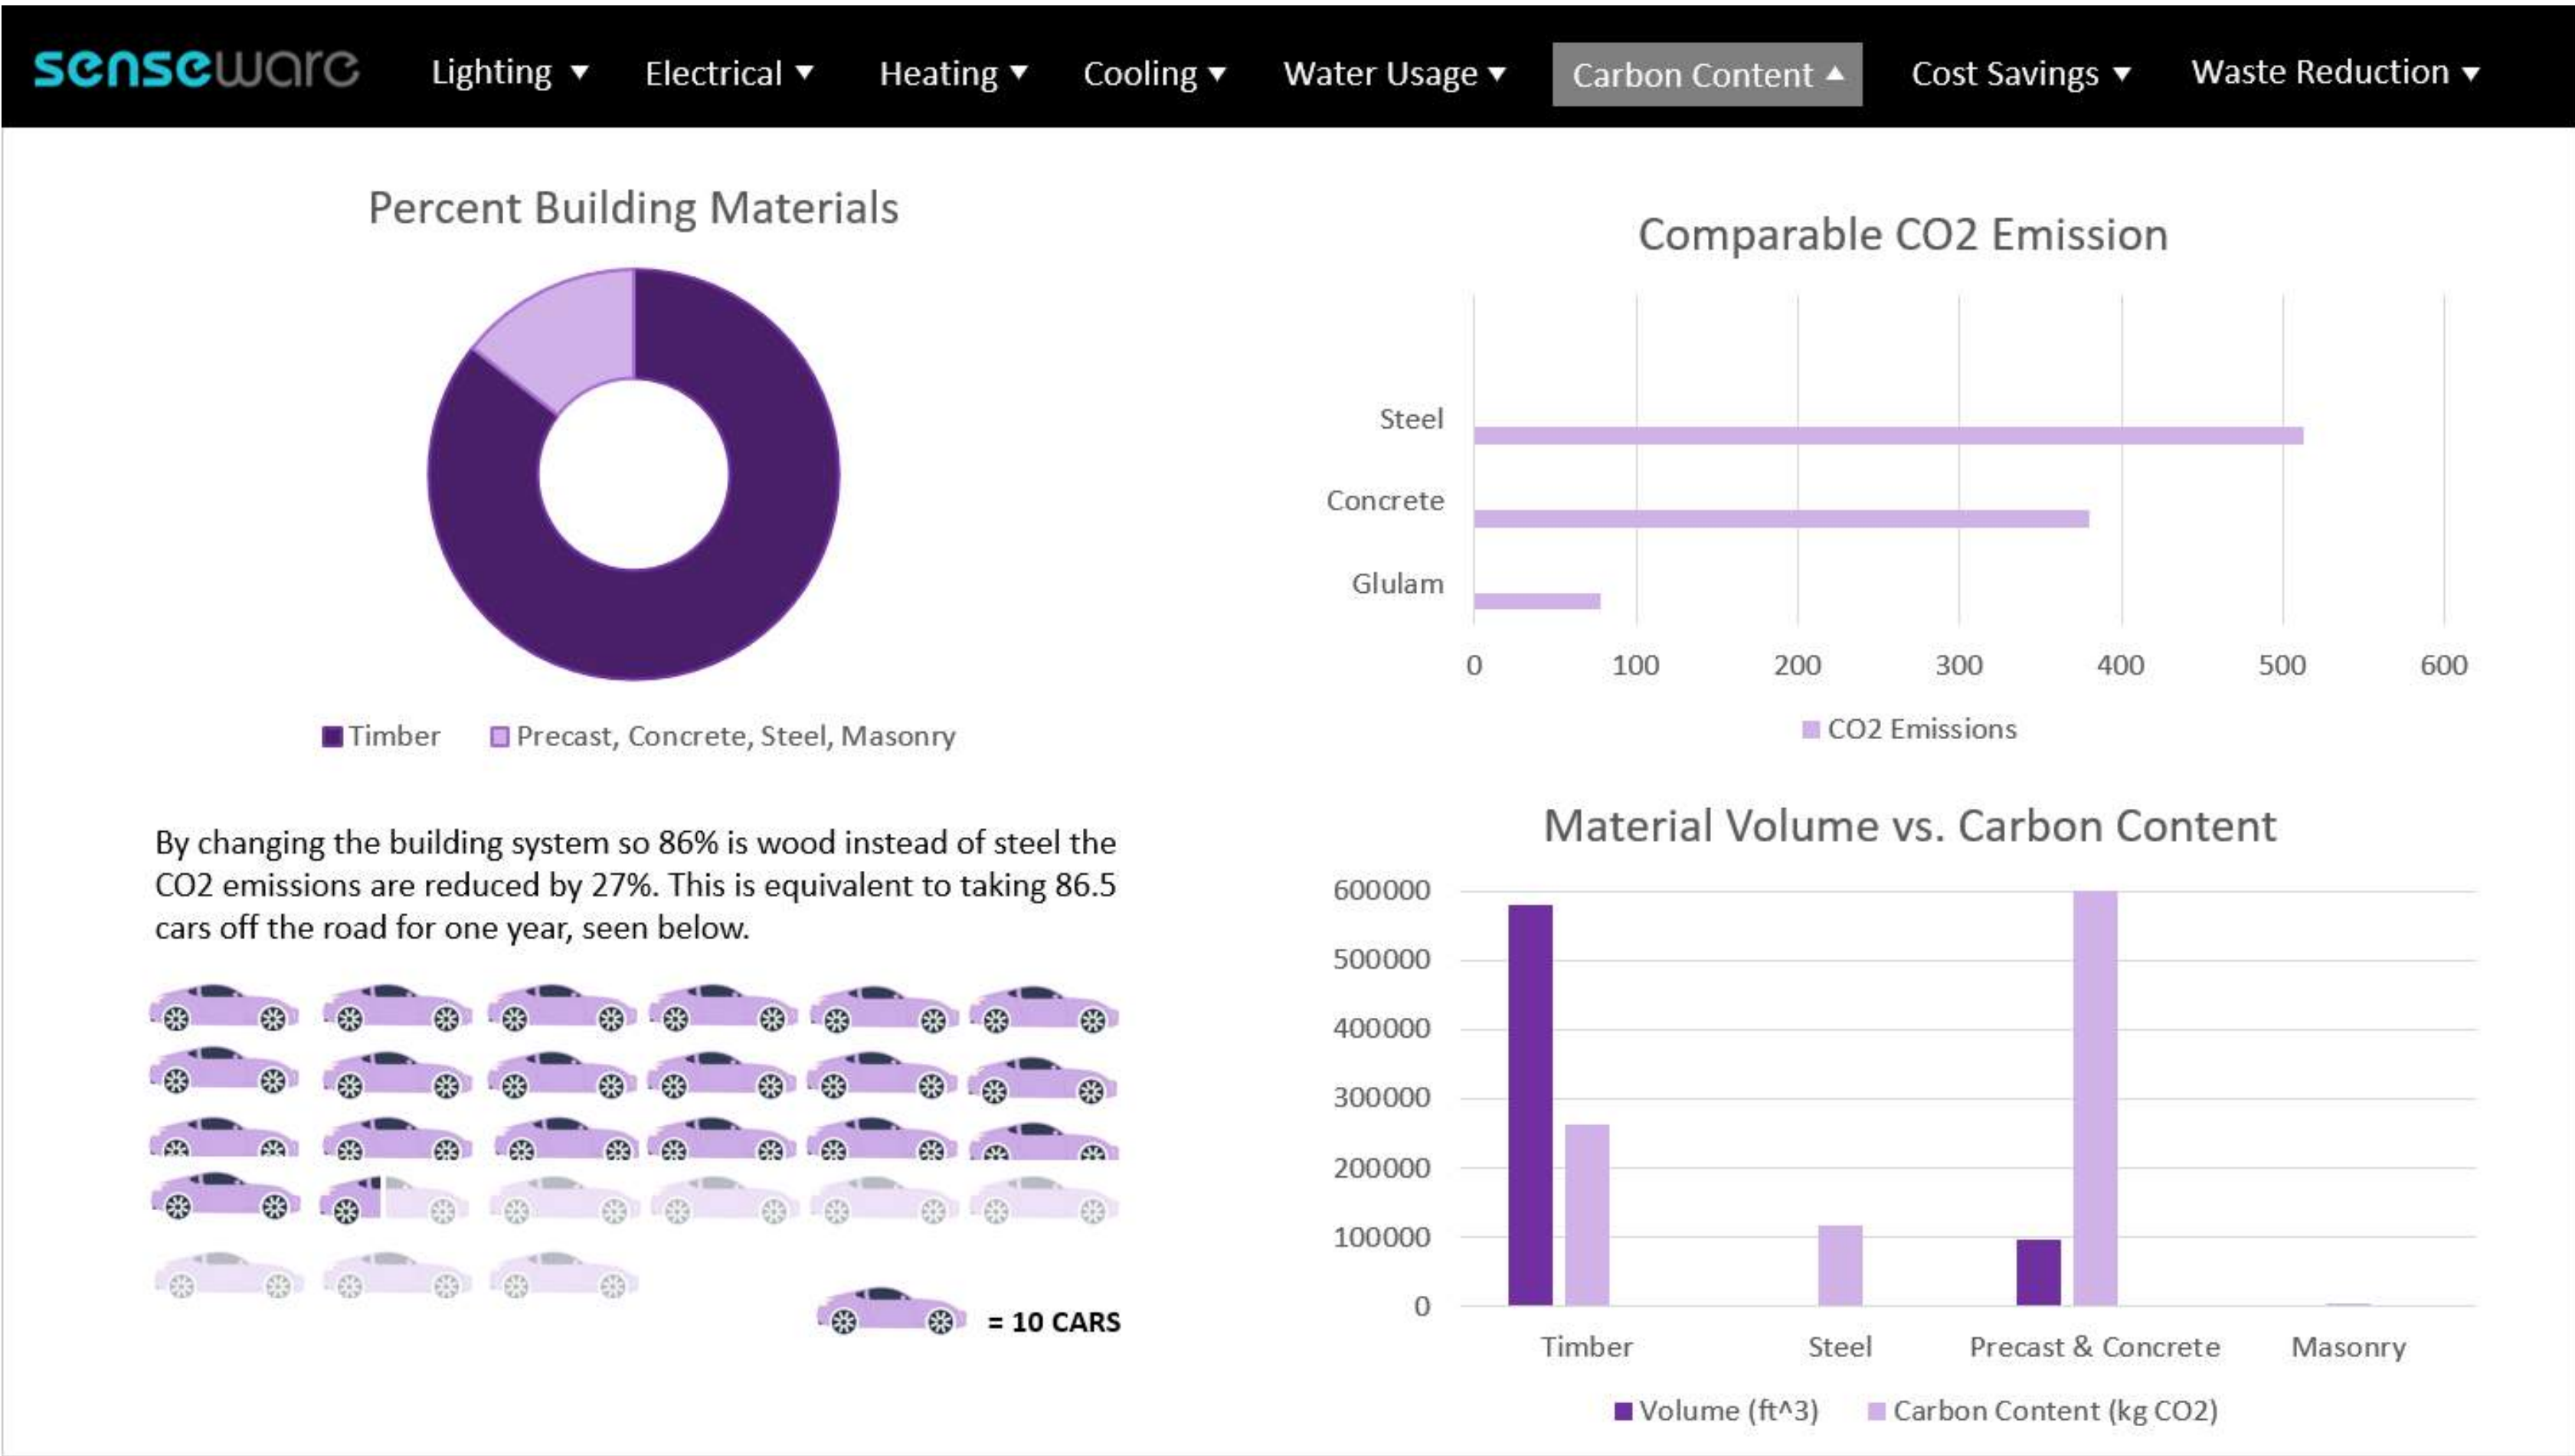 senseware
Lighting ▼ Electrical ▼ Heating ▼ Cooling ▼ Water Usage ▼ Carbon Content ▲ Cost Savings ▼ Waste Reduction ▼
Percent Building Materials
Timber Precast, Concrete, Steel, Masonry
Comparable CO2 Emission
Steel
Concrete
Glulam
0 100 200 300 400 500 600
CO2 Emissions
By changing the building system so 86% is wood instead of steel the
CO2 emissions are reduced by 27%. This is equivalent to taking 86.5
cars off the road for one year, seen below.
= 10 CARS
Material Volume vs. Carbon Content
600000
500000
400000
300000
200000
100000
0
Timber Steel Precast & Concrete Masonry
Volume (ft^3) Carbon Content (kg CO2)